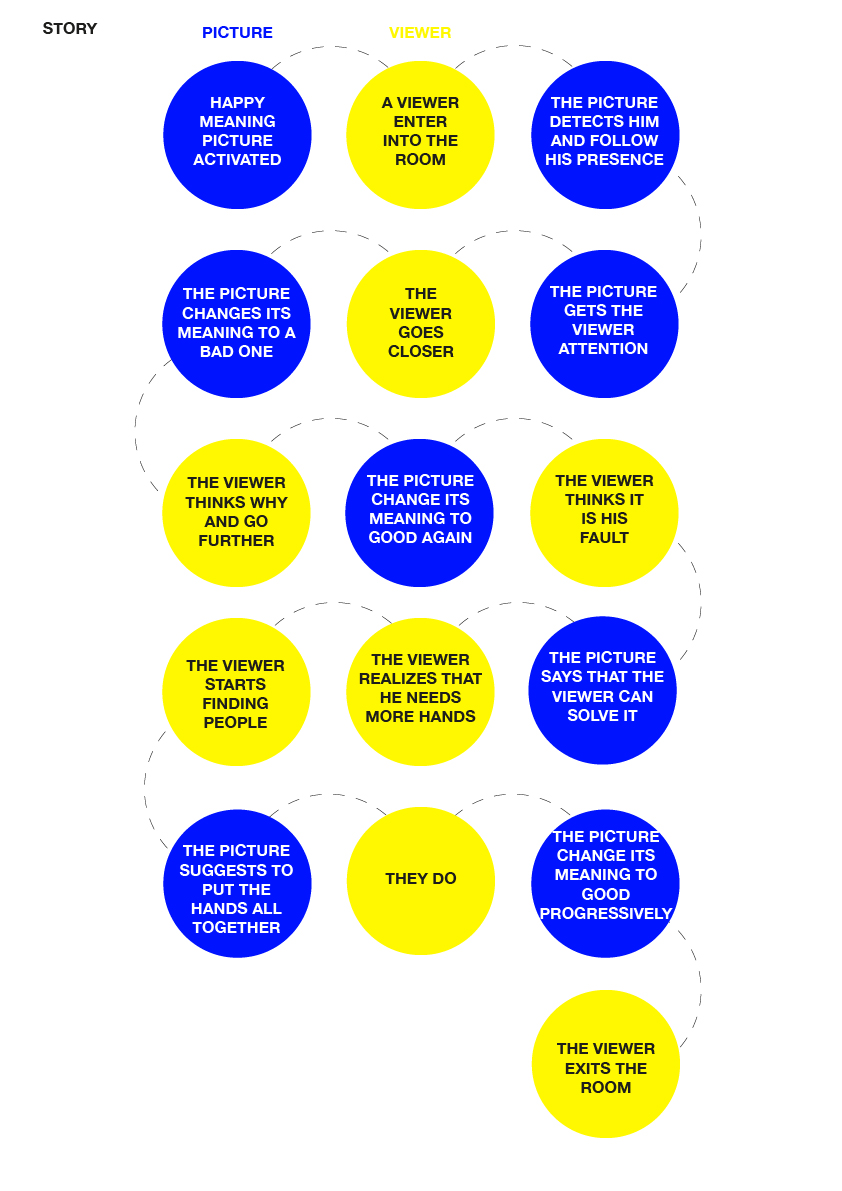 STORY
PICTURE
VIEWER
HAPPY
MEANING
PICTURE
ACTIVATED
A VIEWER
ENTER
INTO THE
ROOM
THE PICTURE
DETECTS HIM
AND FOLLOW
HIS PRESENCE
THE PICTURE
GETS THE
VIEWER
ATTENTION
THE
VIEWER
GOES
CLOSER
THE PICTURE
CHANGES ITS
MEANING TO A
BAD ONE
THE VIEWER
THINKS WHY
AND GO
FURTHER
THE PICTURE
CHANGE ITS
MEANING TO
GOOD AGAIN
THE VIEWER
THINKS IT
IS HIS
FAULT
THE PICTURE
SAYS THAT THE
VIEWER CAN
SOLVE IT
THE VIEWER
REALIZES THAT
HE NEEDS
MORE HANDS
THE VIEWER
STARTS
FINDING
PEOPLE
THE PICTURE
SUGGESTS TO
PUT THE
HANDS ALL
TOGETHER
THEY DO
THE PICTURE
CHANGE ITS
MEANING TO
GOOD
PROGRESSIVELY
THE VIEWER
EXITS THE
ROOM